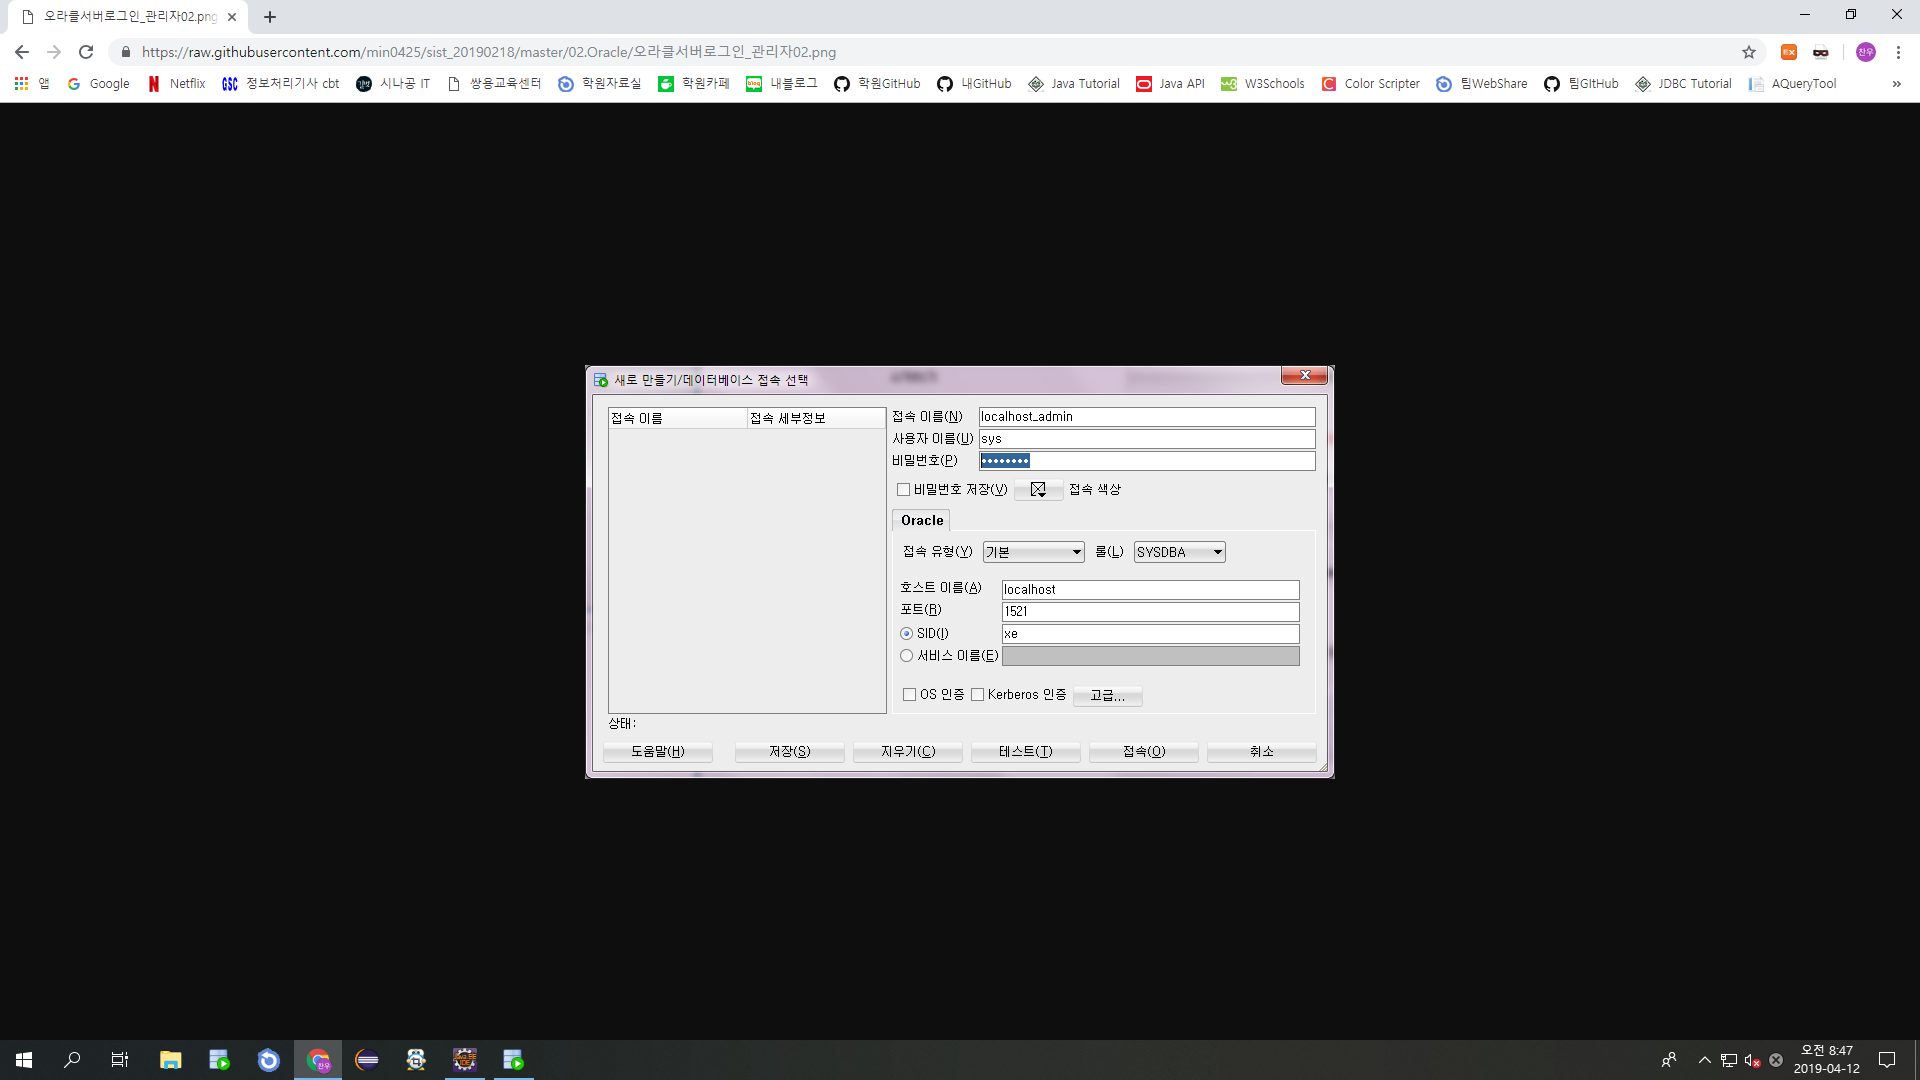 오라클서버로그인_관리자02.png
https://raw.githubusercontent.com/min0425/sist_20190218/master/02.Oracle/오라클서버로그인_관리자02.png
찬우
앱 Google Netflix 정보처리기사 cbt 시나공 IT 쌍용교육센터 학원자료실 학원카페 내블로그 학원GitHub 내GitHub Java Tutorial Java API W3Schools Color Scripter 팀WebShare 팀GItHub JDBC Tutorial AQueryTool »
새로 만들기/데이터베이스 접속 선택
접속 이름 접속 세부정보
접속 이름(N) localhost_admin
사용자 이름(U) sys
비밀번호(P) ••••••••
비밀번호 저장(V) 접속 색상
Oracle
접속 유형(Y) 기본 롤(L) SYSDBA
호스트 이름(A) localhost
포트(R) 1521
SID(I) xe
서비스 이름(E)
OS 인증 Kerberos 인증 고급...
상태:
도움말(H) 저장(S) 지우기(C) 테스트(T) 접속(O) 취소
오전 8:47
2019-04-12